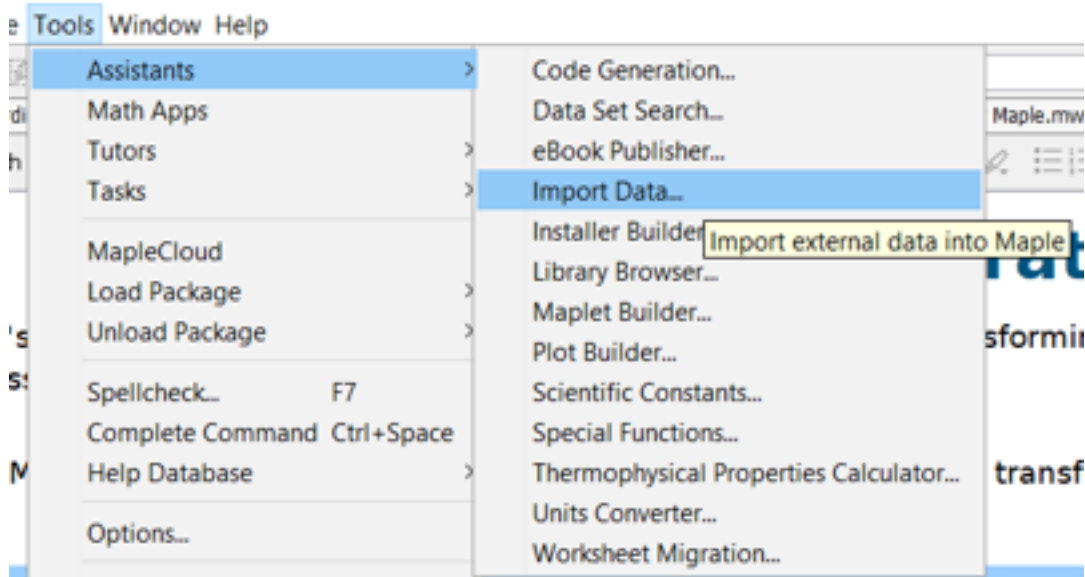 Tools Window Help
Assistants
Math Apps
Tutors
Tasks
MapleCloud
Load Package
Unload Package
Spellcheck... F7
Complete Command Ctrl+Space
Help Database
Options...
Code Generation...
Data Set Search...
eBook Publisher...
Import Data...
Installer Builder
Import external data into Maple
Library Browser...
Maplet Builder...
Plot Builder...
Scientific Constants...
Special Functions...
Thermophysical Properties Calculator...
Units Converter...
Worksheet Migration...
Maple.mw